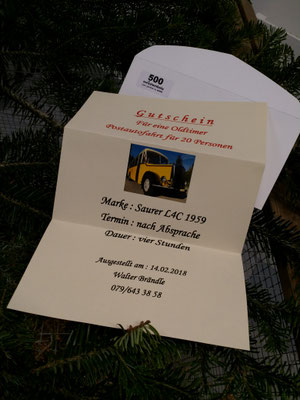 500
Gutschein
Für eine Oldtimer
Postautofahrt für 20 Personen
Marke : Saurer L4C 1959
Termin : nach Absprache
Dauer : vier Stunden
Ausgestellt am : 14.02.2018
Walter Brändle
079/643 38 58